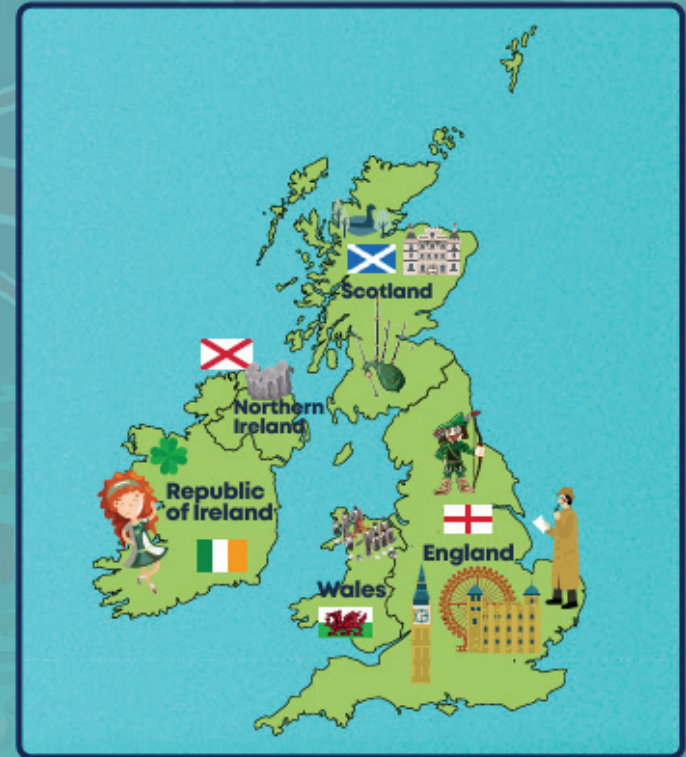 Scotland
Northern
Ireland
Republic
of Ireland
England
Wales